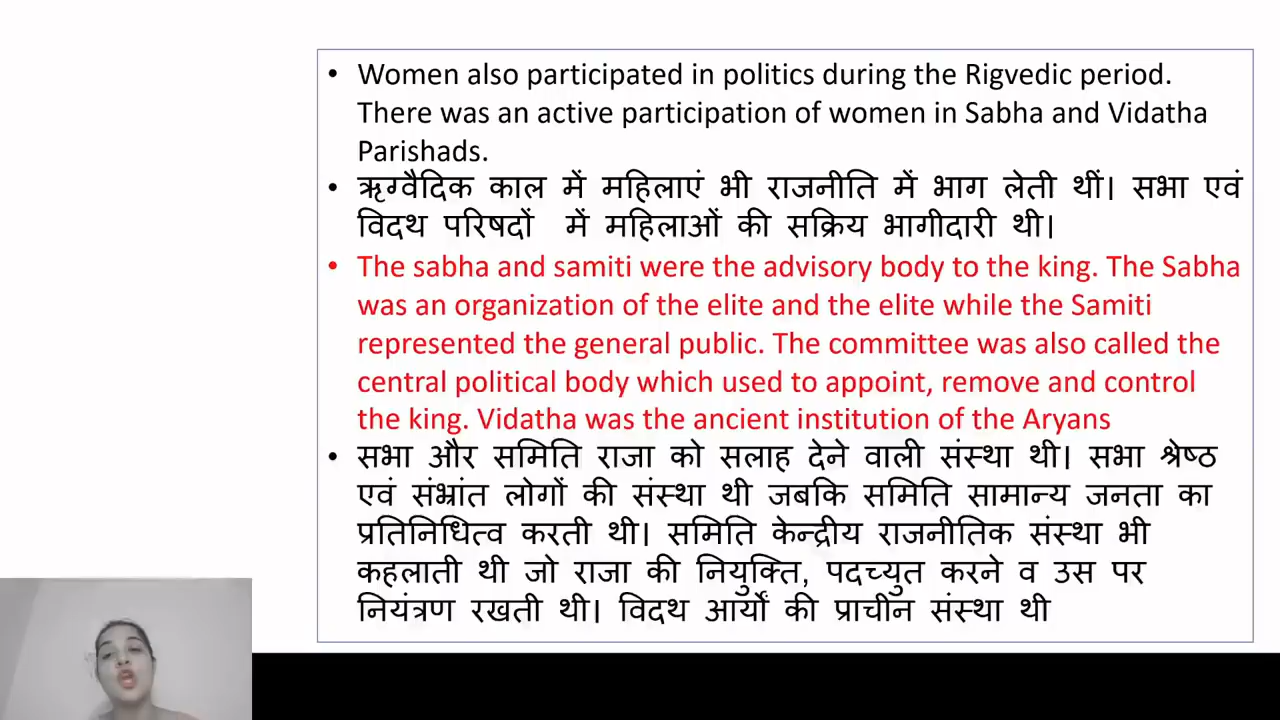 • Women also participated in politics during the Rigvedic period.
There was an active participation of women in Sabha and Vidatha
Parishads.
• ऋग्वैदिक काल में महिलाएं भी राजनीति में भाग लेती थीं। सभा एवं
विदथ परिषदों में महिलाओं की सक्रिय भागीदारी थी।
• The sabha and samiti were the advisory body to the king. The Sabha
was an organization of the elite and the elite while the Samiti
represented the general public. The committee was also called the
central political body which used to appoint, remove and control
the king. Vidatha was the ancient institution of the Aryans
• सभा और समिति राजा को सलाह देने वाली संस्था थी। सभा श्रेष्ठ
एवं संभ्रांत लोगों की संस्था थी जबकि समिति सामान्य जनता का
प्रतिनिधित्व करती थी। समिति केन्द्रीय राजनीतिक संस्था भी
कहलाती थी जो राजा की नियुक्ति, पदच्युत करने व उस पर
नियंत्रण रखती थी। विदथ आर्यों की प्राचीन संस्था थी